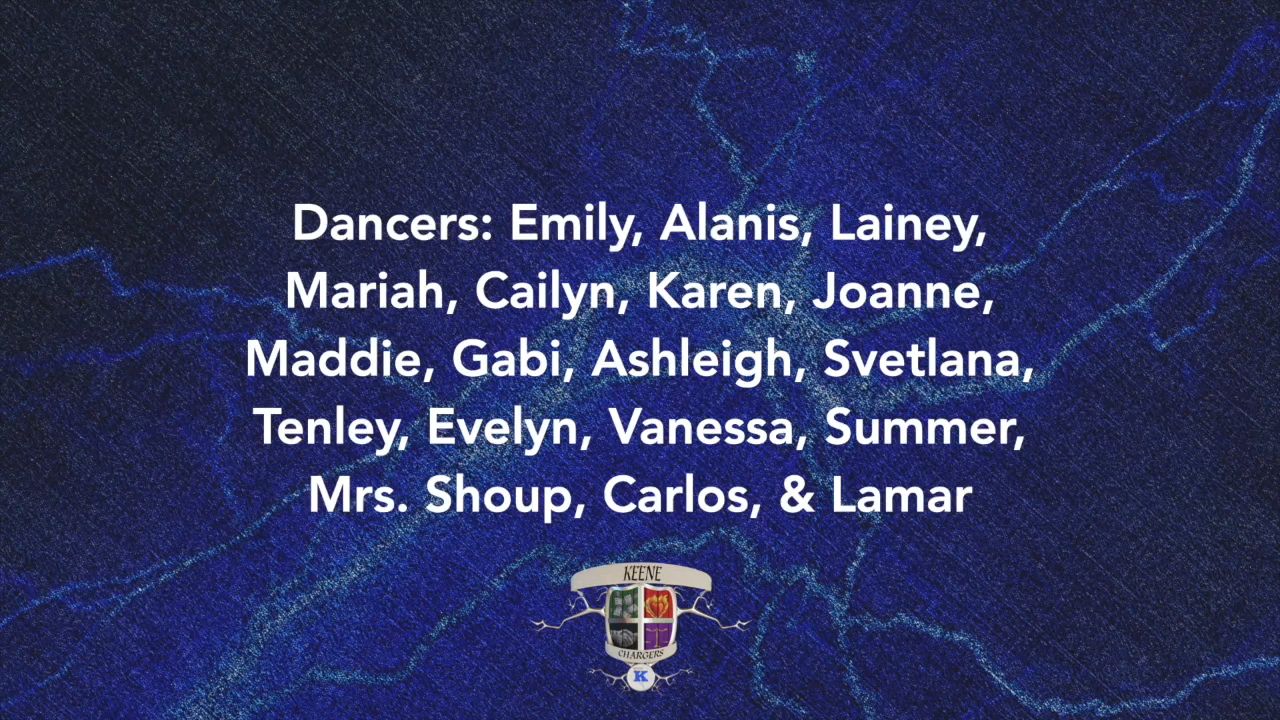 Dancers: Emily, Alanis, Lainey,
Mariah, Cailyn, Karen, Joanne,
Maddie, Gabi, Ashleigh, Svetlana,
Tenley, Evelyn, Vanessa, Summer,
Mrs. Shoup, Carlos, & Lamar
KEENE
CHARGERS
K